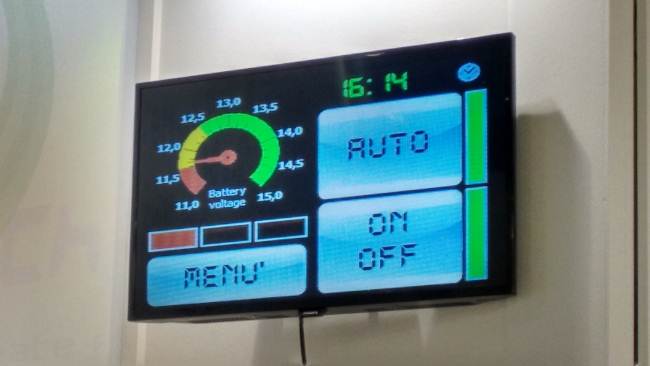 16:14
13,0
12,5
13,5
12,0
14,0
11,5
14,5
11,0
15,0
Battery
voltage
AUTO
ON
OFF
MENU'